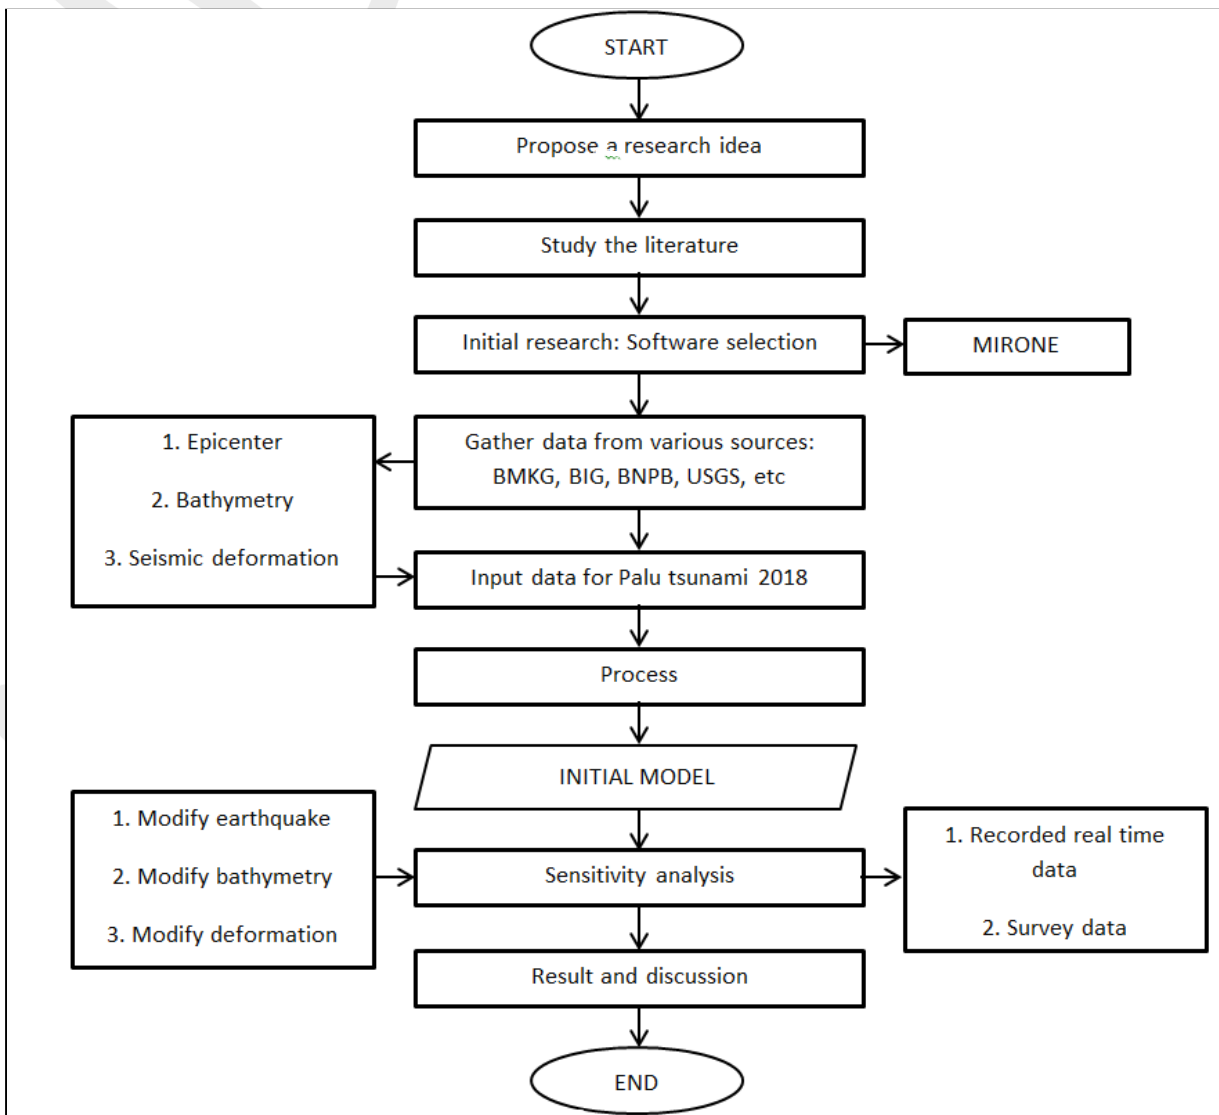 START
Propose a research idea
Study the literature
Initial research: Software selection
MIRONE
Gather data from various sources:
BMKG, BIG, BNPB, USGS, etc
1. Epicenter
2. Bathymetry
3. Seismic deformation
Input data for Palu tsunami 2018
Process
INITIAL MODEL
1. Modify earthquake
2. Modify bathymetry
3. Modify deformation
Sensitivity analysis
1. Recorded real time
data
2. Survey data
Result and discussion
END